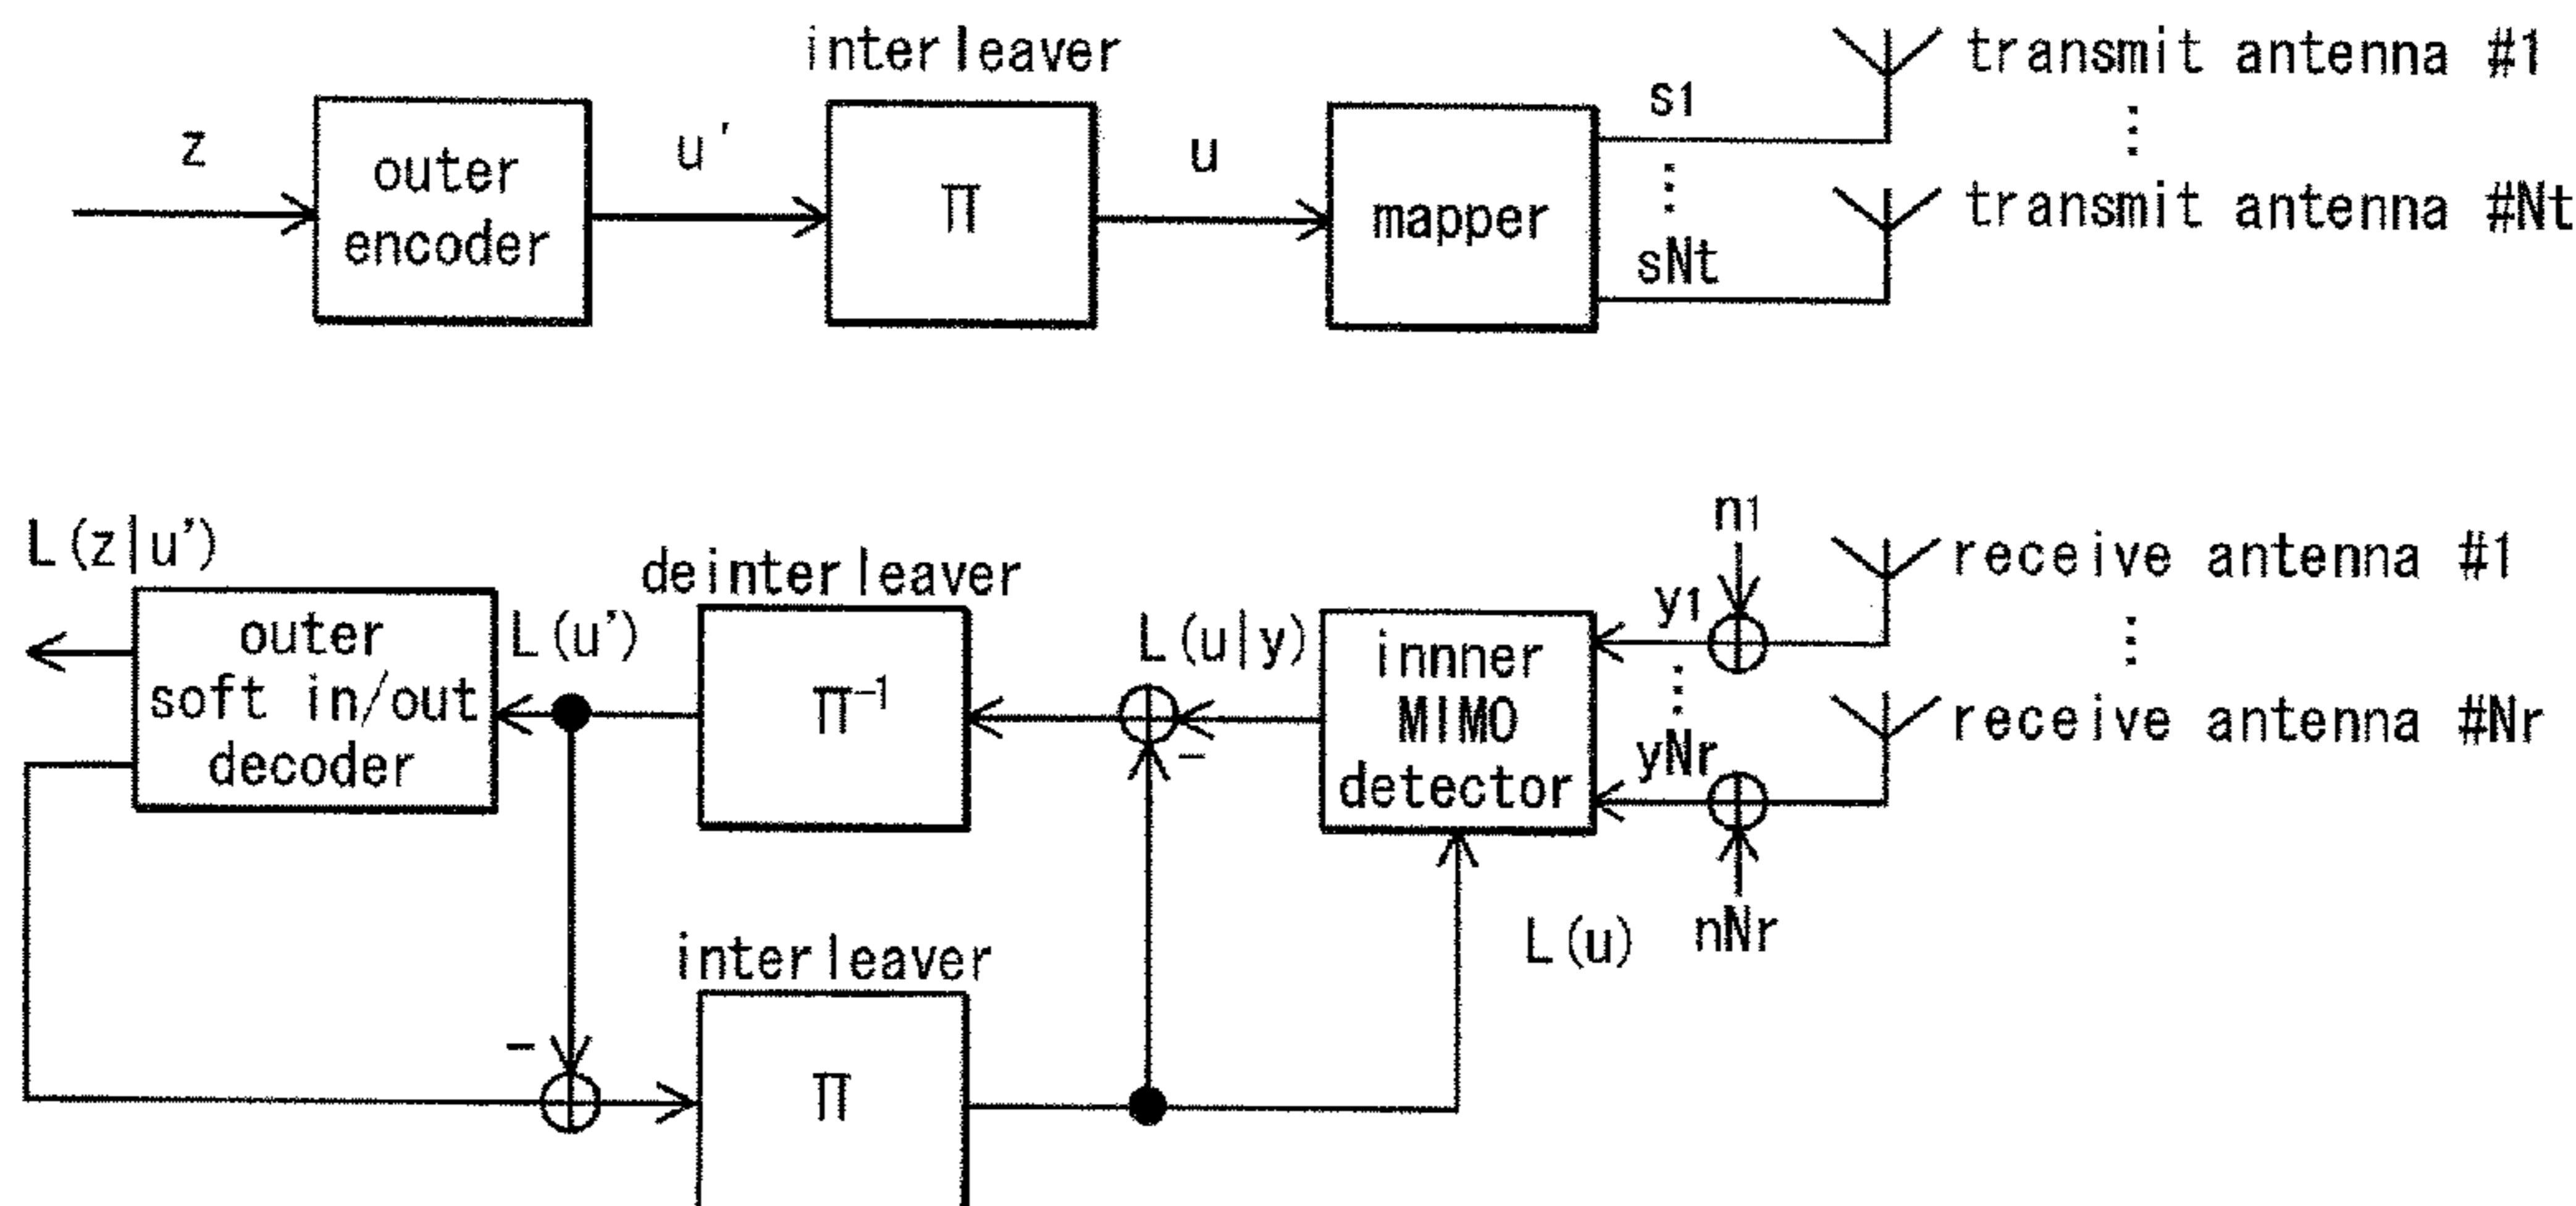 interleaver
transmit antenna #1
s1
z
outer
encoder
u'
Π
u
mapper
transmit antenna #Nt
sNt
L(z|u')
n1
receive antenna #1
deinterleaver
y1
outer
soft in/out
decoder
L(u')
Π-1
L(u|y)
-
innner
MIMO
detector
receive antenna #Nr
yNr
L(u)
nNr
interleaver
-
Π